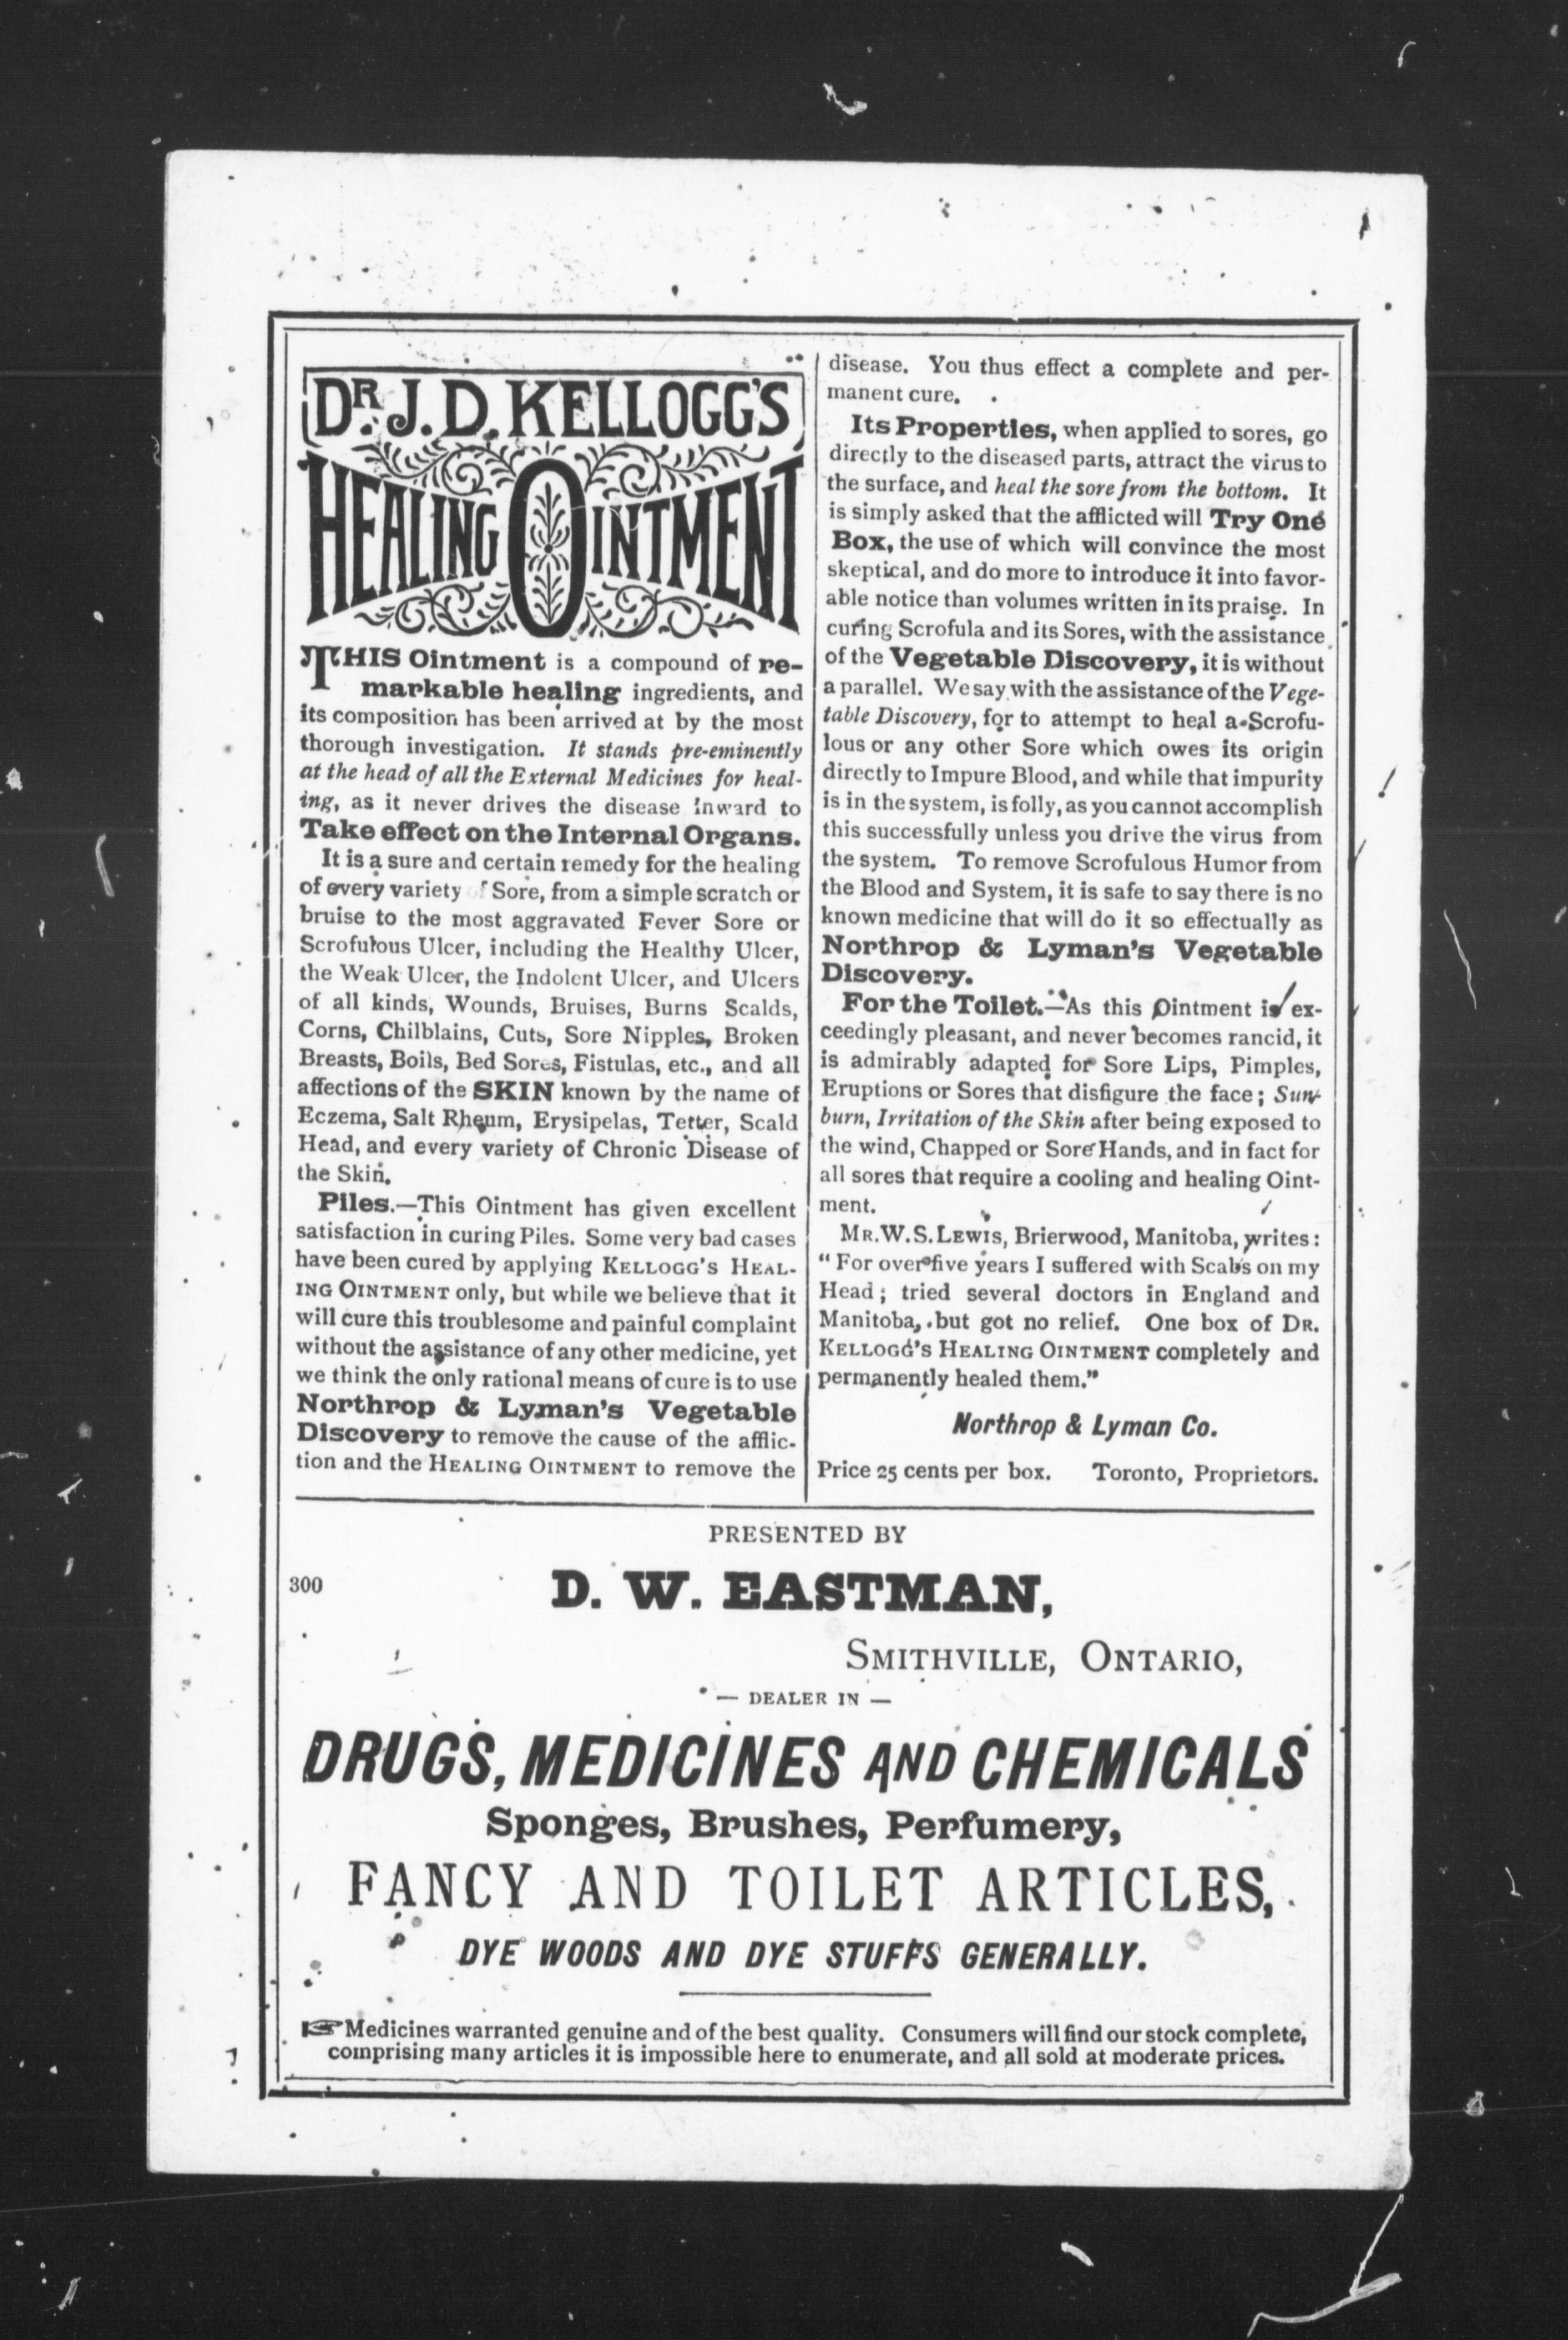 DR. J. D. KELLOGG'S
HEALING OINTMENT
THIS Ointment is a compound of re-
markable healing ingredients, and
its composition has been arrived at by the most
thorough investigation. It stands pre-eminently
at the head of all the External Medicines for heal-
ing, as it never drives the disease inward to
Take effect on the Internal Organs.
It is a sure and certain remedy for the healing
of every variety of Sore, from a simple scratch or
bruise to the most aggravated Fever Sore or
Scrofulous Ulcer, including the Healthy Ulcer,
the Weak Ulcer, the Indolent Ulcer, and Ulcers
of all kinds, Wounds, Bruises, Burns Scalds,
Corns, Chilblains, Cuts, Sore Nipples, Broken
Breasts, Boils, Bed Sores, Fistulas, etc., and all
affections of the SKIN known by the name of
Eczema, Salt Rheum, Erysipelas, Tetter, Scald
Head, and every variety of Chronic Disease of
the Skin.
Piles.—This Ointment has given excellent
satisfaction in curing Piles. Some very bad cases
have been cured by applying KELLOGG'S HEAL-
ING OINTMENT only, but while we believe that it
will cure this troublesome and painful complaint
without the assistance of any other medicine, yet
we think the only rational means of cure is to use
Northrop & Lyman's Vegetable
Discovery to remove the cause of the afflic-
tion and the HEALING OINTMENT to remove the
disease. You thus effect a complete and per-
manent cure.
Its Properties, when applied to sores, go
directly to the diseased parts, attract the virus to
the surface, and heal the sore from the bottom. It
is simply asked that the afflicted will Try One
Box, the use of which will convince the most
skeptical, and do more to introduce it into favor-
able notice than volumes written in its praise. In
curing Scrofula and its Sores, with the assistance
of the Vegetable Discovery, it is without
a parallel. We say with the assistance of the Vege-
table Discovery, for to attempt to heal a Scrofu-
lous or any other Sore which owes its origin
directly to Impure Blood, and while that impurity
is in the system, is folly, as you cannot accomplish
this successfully unless you drive the virus from
the system. To remove Scrofulous Humor from
the Blood and System, it is safe to say there is no
known medicine that will do it so effectually as
Northrop & Lyman's Vegetable
Discovery.
For the Toilet.—As this Ointment is ex-
ceedingly pleasant, and never becomes rancid, it
is admirably adapted for Sore Lips, Pimples,
Eruptions or Sores that disfigure the face; Sun-
burn, Irritation of the Skin after being exposed to
the wind, Chapped or Sore Hands, and in fact for
all sores that require a cooling and healing Oint-
ment.
MR. W. S. LEWIS, Brierwood, Manitoba, writes:
"For over five years I suffered with Scabs on my
Head; tried several doctors in England and
Manitoba, but got no relief. One box of DR.
KELLOGG'S HEALING OINTMENT completely and
permanently healed them."
Northrop & Lyman Co.
Price 25 cents per box. Toronto, Proprietors.
PRESENTED BY
300
D. W. EASTMAN,
SMITHVILLE, ONTARIO,
— DEALER IN —
DRUGS, MEDICINES AND CHEMICALS
Sponges, Brushes, Perfumery,
FANCY AND TOILET ARTICLES,
DYE WOODS AND DYE STUFFS GENERALLY.
☞ Medicines warranted genuine and of the best quality. Consumers will find our stock complete,
comprising many articles it is impossible here to enumerate, and all sold at moderate prices.